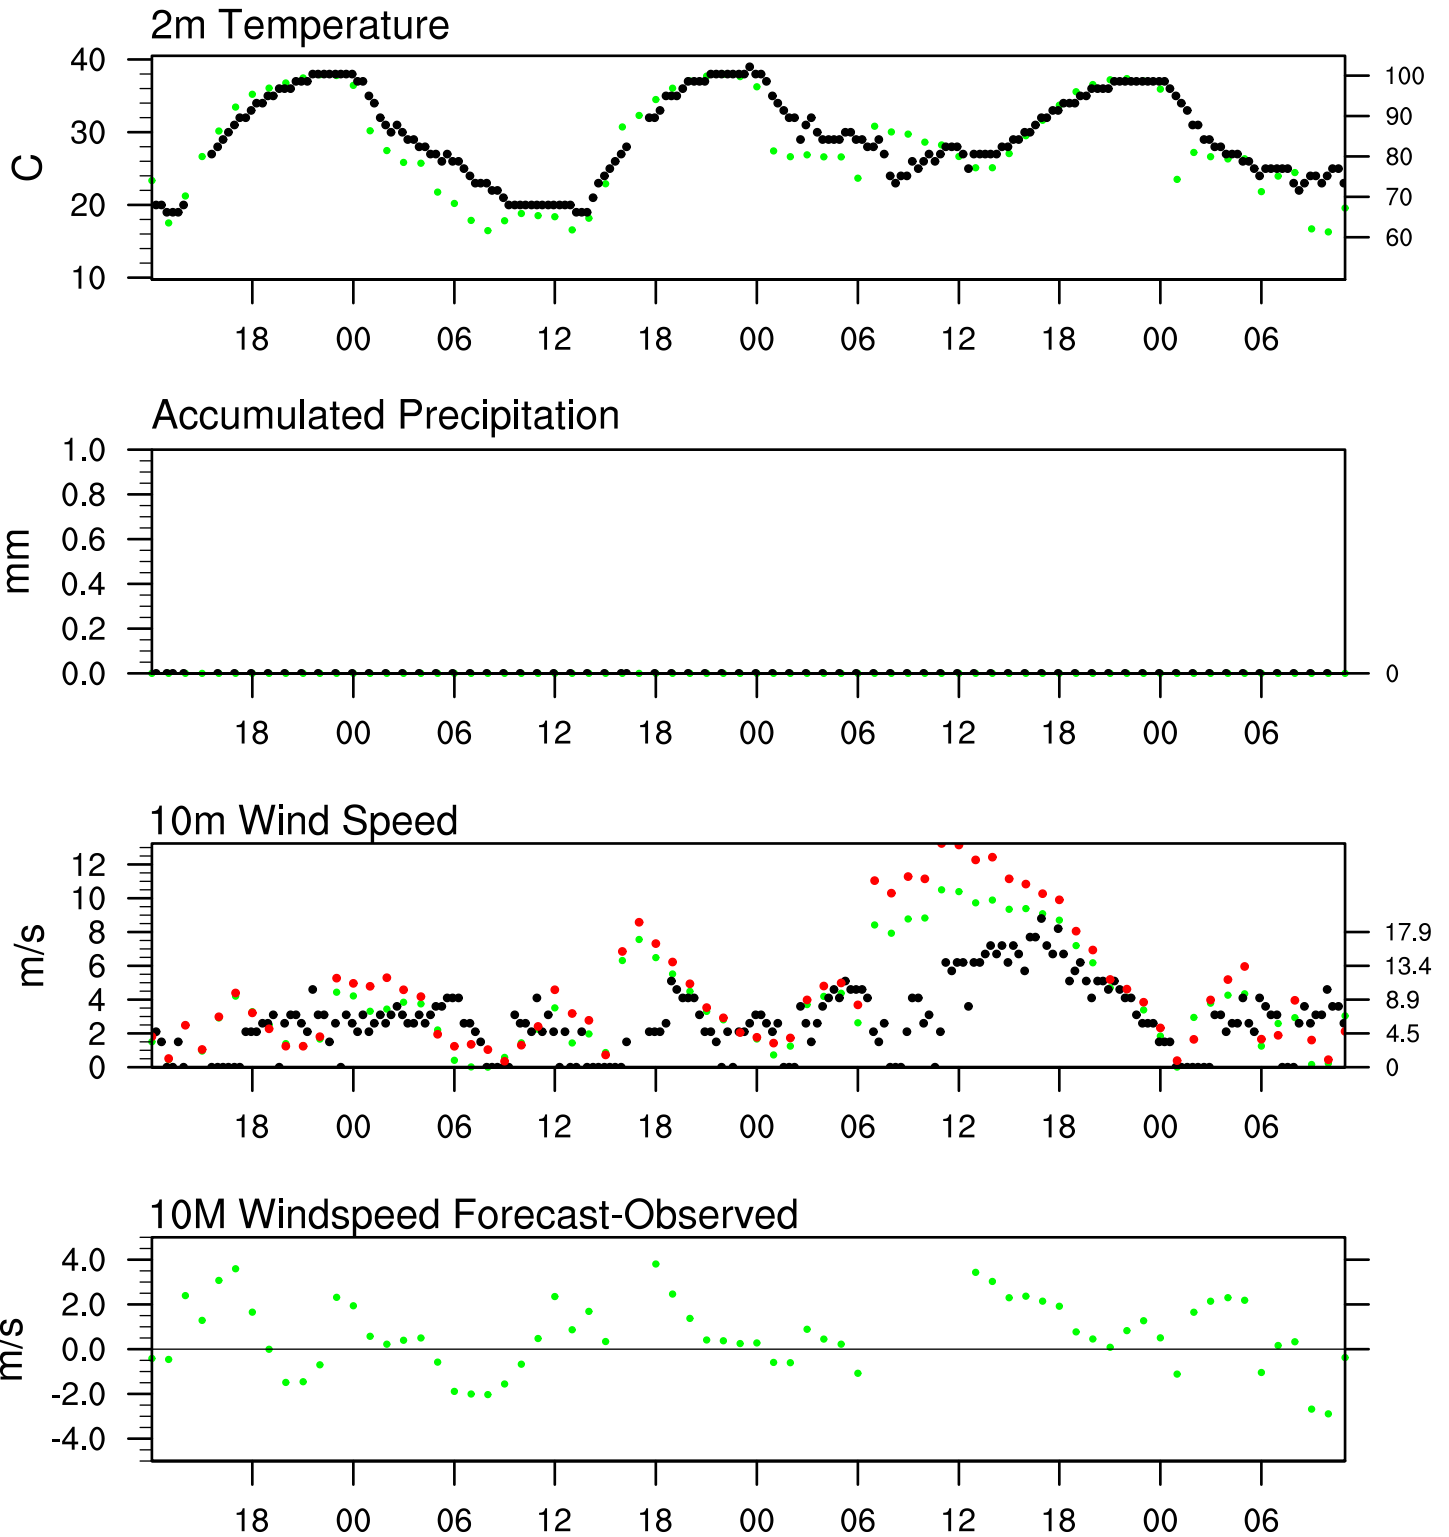 2m Temperature
40 100
90
30
80
C
70
20
60
10
18 00 06 12 18 00 06 12 18 00 06
Accumulated Precipitation
1.0
0.8
0.6
mm
0.4
0.2
0.0 0
18 00 06 12 18 00 06 12 18 00 06
10m Wind Speed
12
10
8 17.9
m/s
6 13.4
4 8.9
2 4.5
0 0
18 00 06 12 18 00 06 12 18 00 06
10M Windspeed Forecast-Observed
4.0
2.0
0.0
m/s
-2.0
-4.0
18 00 06 12 18 00 06 12 18 00 06